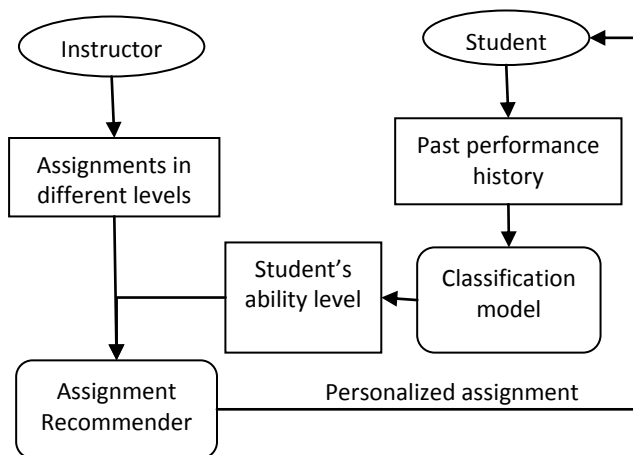 Instructor
Student
Assignments in
different levels
Past performance
history
Student’s
ability level
Classification
model
Assignment
Recommender
Personalized assignment